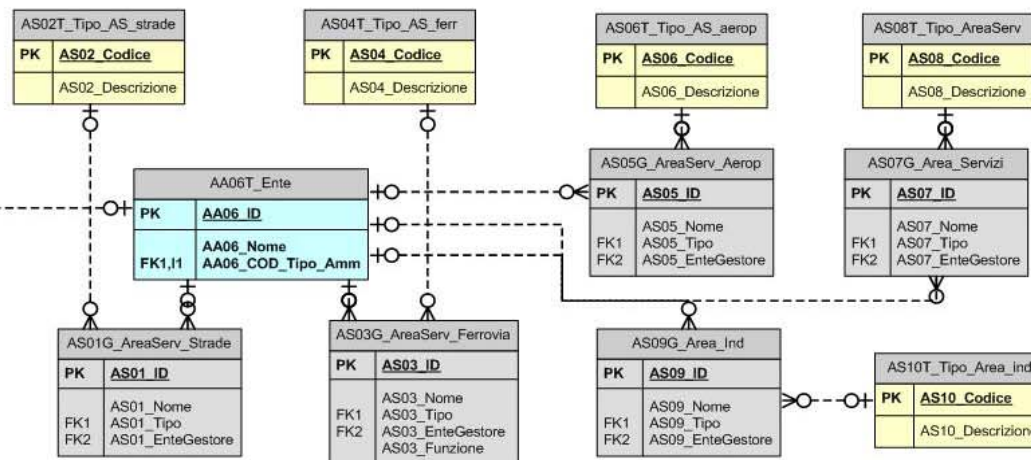 AS02T_Tipo_AS_strade
PK AS02_Codice
AS02_Descrizione
AS04T_Tipo_AS_ferr
PK AS04_Codice
AS04_Descrizione
AS06T_Tipo_AS_aerop
PK AS06_Codice
AS06_Descrizione
AS08T_Tipo_AreaServ
PK AS08_Codice
AS08_Descrizione
AA06T_Ente
PK AA06_ID
AA06_Nome
FK1,I1 AA06_COD_Tipo_Amm
AS05G_AreaServ_Aerop
PK AS05_ID
AS05_Nome
FK1 AS05_Tipo
FK2 AS05_EnteGestore
AS07G_Area_Servizi
PK AS07_ID
AS07_Nome
FK1 AS07_Tipo
FK2 AS07_EnteGestore
AS01G_AreaServ_Strade
PK AS01_ID
AS01_Nome
FK1 AS01_Tipo
FK2 AS01_EnteGestore
AS03G_AreaServ_Ferrovia
PK AS03_ID
AS03_Nome
FK1 AS03_Tipo
FK2 AS03_EnteGestore
AS03_Funzione
AS09G_Area_Ind
PK AS09_ID
AS09_Nome
FK1 AS09_Tipo
FK2 AS09_EnteGestore
AS10T_Tipo_Area_Ind
PK AS10_Codice
AS10_Descrizione